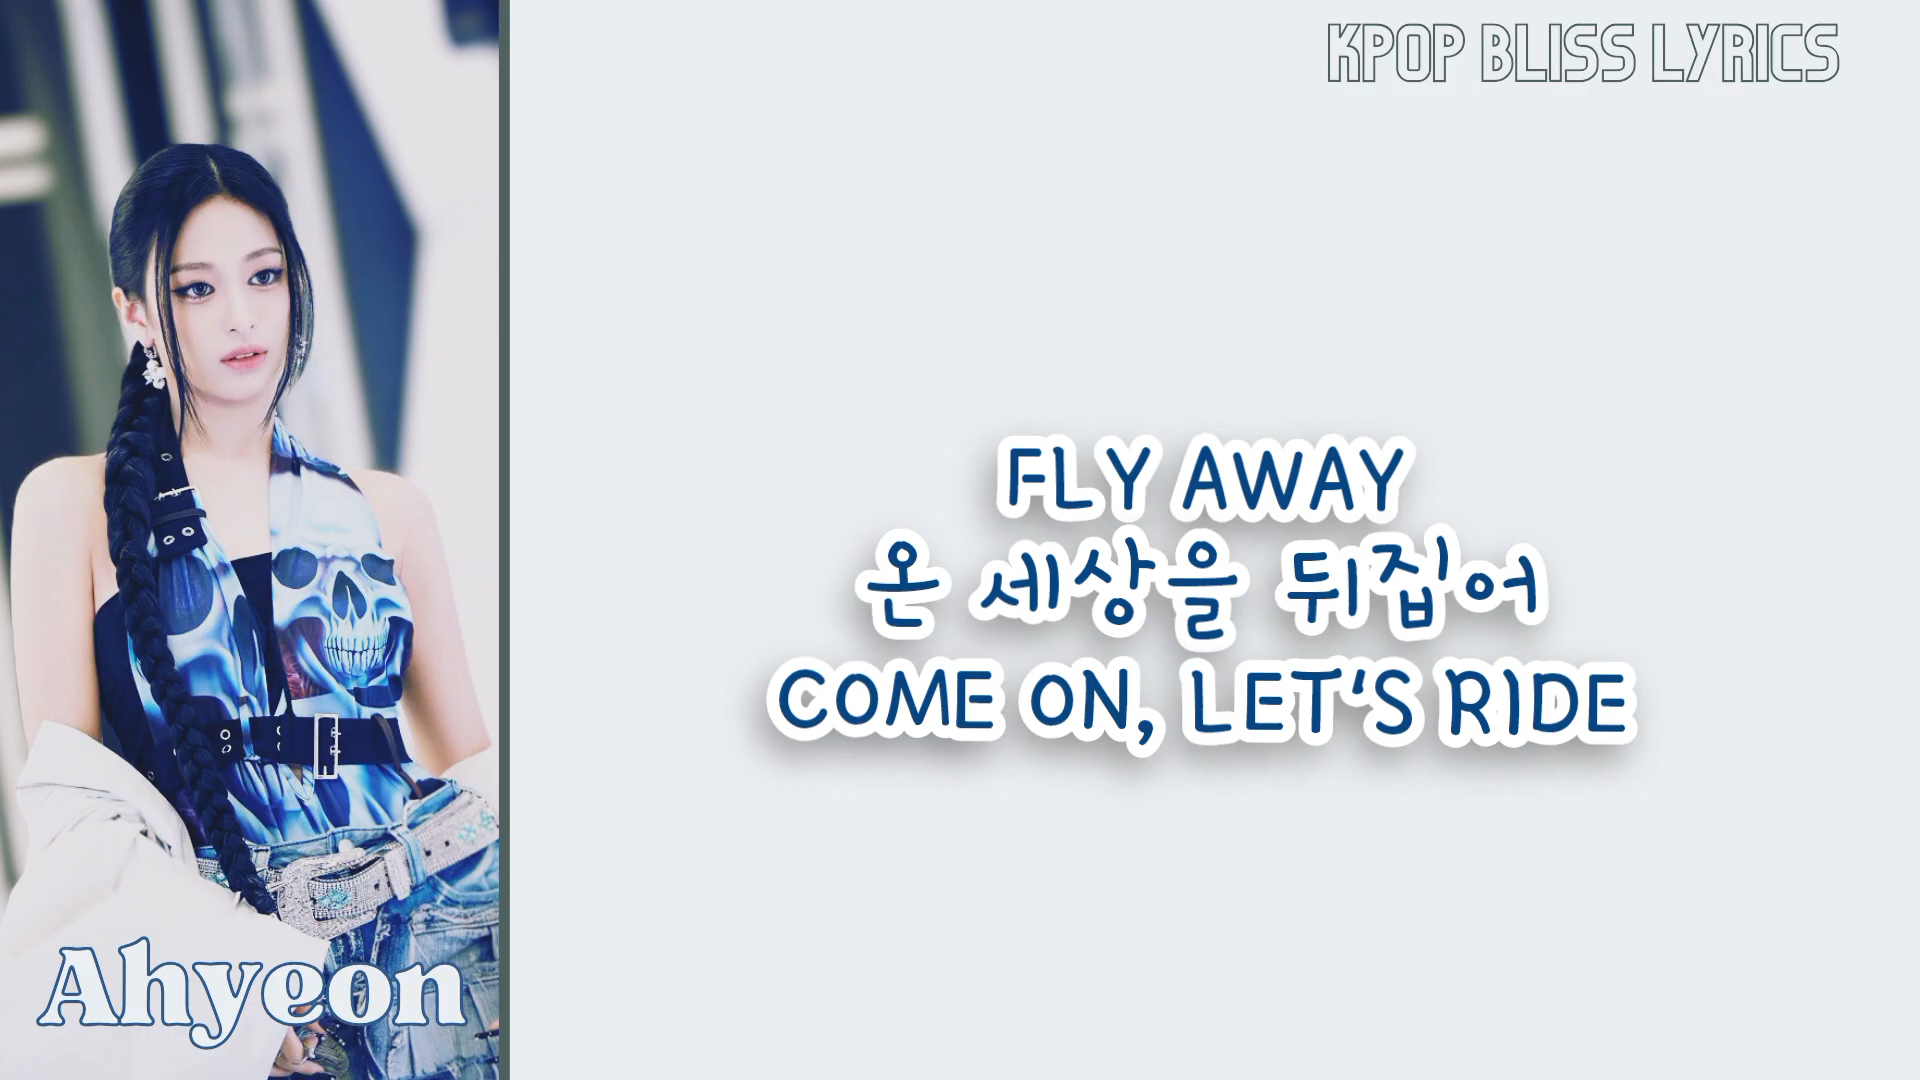 KPOP BLISS LYRICS
FLY AWAY
온 세상을 뒤집어
COME ON, LET‘S RIDE
Ahyeon